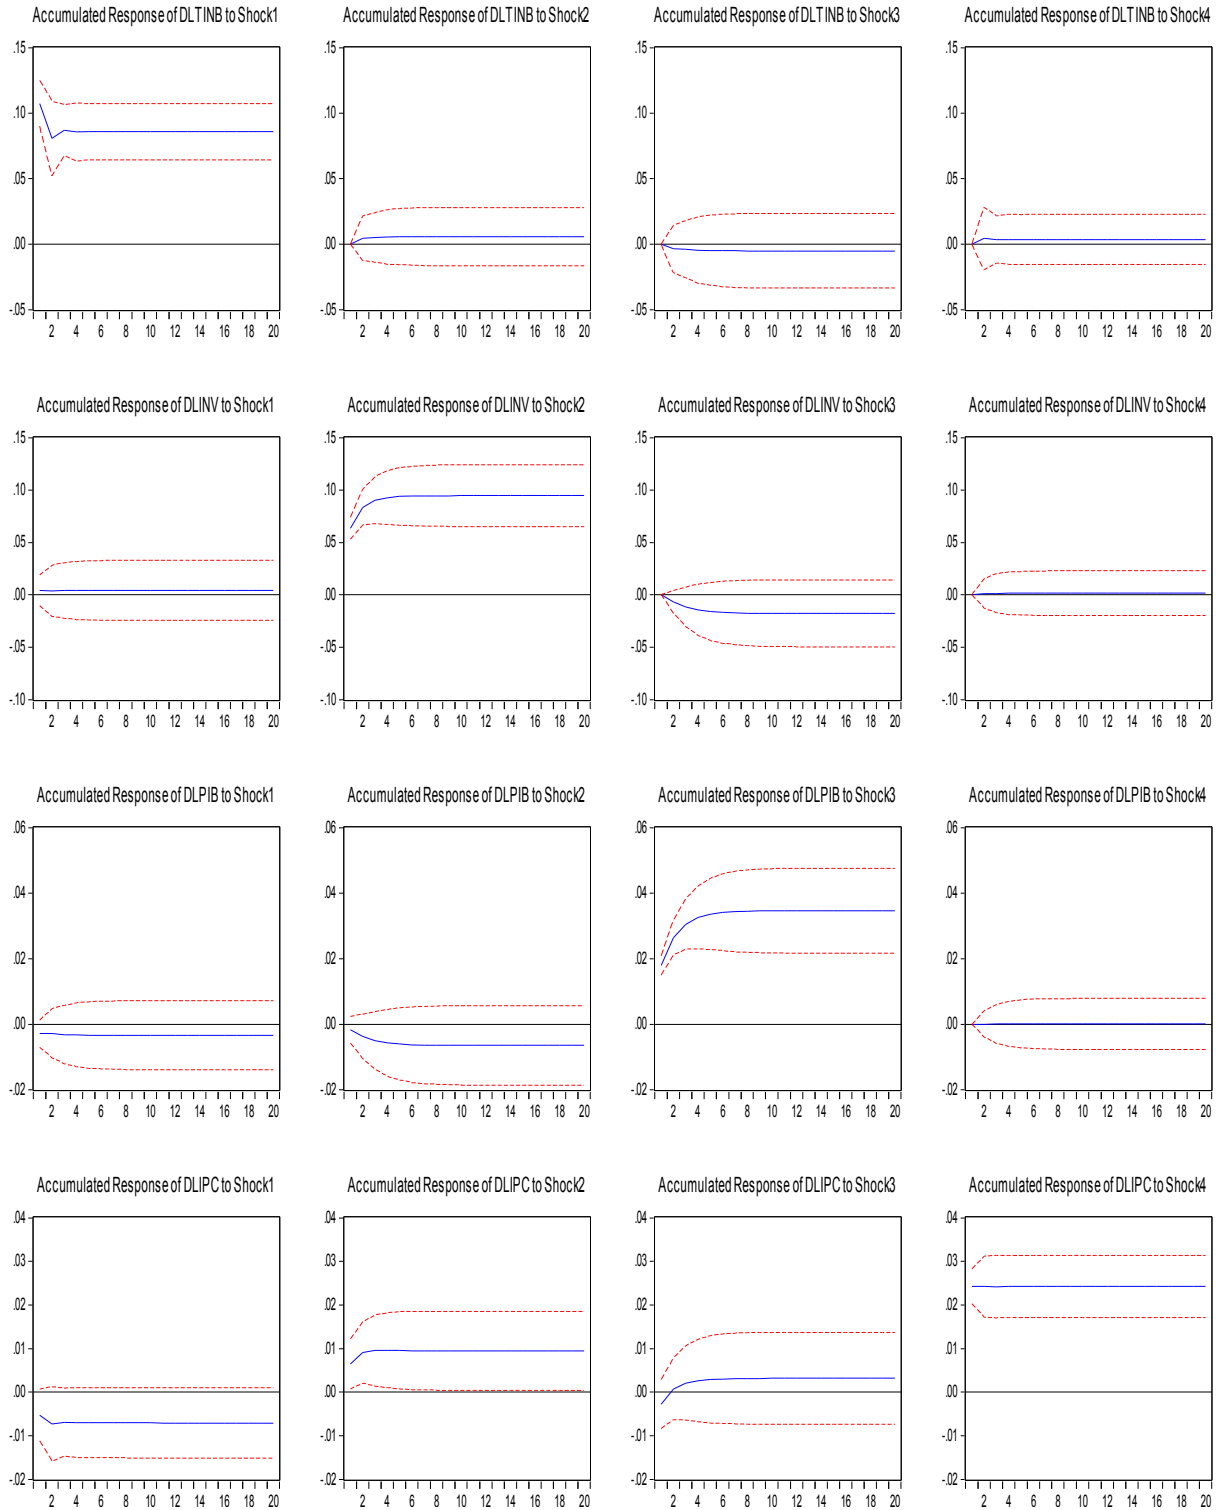 Accumulated Response of DLTINB to Shock1 Accumulated Response of DLTINB to Shock2 Accumulated Response of DLTINB to Shock3 Accumulated Response of DLTINB to Shock4
.15 .15 .15 .15
.10 .10 .10 .10
.05 .05 .05 .05
.00 .00 .00 .00
-.05 -.05 -.05 -.05
2 4 6 8 10 12 14 16 18 20 2 4 6 8 10 12 14 16 18 20 2 4 6 8 10 12 14 16 18 20 2 4 6 8 10 12 14 16 18 20
Accumulated Response of DLINV to Shock1 Accumulated Response of DLINV to Shock2 Accumulated Response of DLINV to Shock3 Accumulated Response of DLINV to Shock4
.15 .15 .15 .15
.10 .10 .10 .10
.05 .05 .05 .05
.00 .00 .00 .00
-.05 -.05 -.05 -.05
-.10 -.10 -.10 -.10
2 4 6 8 10 12 14 16 18 20 2 4 6 8 10 12 14 16 18 20 2 4 6 8 10 12 14 16 18 20 2 4 6 8 10 12 14 16 18 20
Accumulated Response of DLPIB to Shock1 Accumulated Response of DLPIB to Shock2 Accumulated Response of DLPIB to Shock3 Accumulated Response of DLPIB to Shock4
.06 .06 .06 .06
.04 .04 .04 .04
.02 .02 .02 .02
.00 .00 .00 .00
-.02 -.02 -.02 -.02
2 4 6 8 10 12 14 16 18 20 2 4 6 8 10 12 14 16 18 20 2 4 6 8 10 12 14 16 18 20 2 4 6 8 10 12 14 16 18 20
Accumulated Response of DLIPC to Shock1 Accumulated Response of DLIPC to Shock2 Accumulated Response of DLIPC to Shock3 Accumulated Response of DLIPC to Shock4
.04 .04 .04 .04
.03 .03 .03 .03
.02 .02 .02 .02
.01 .01 .01 .01
.00 .00 .00 .00
-.01 -.01 -.01 -.01
-.02 -.02 -.02 -.02
2 4 6 8 10 12 14 16 18 20 2 4 6 8 10 12 14 16 18 20 2 4 6 8 10 12 14 16 18 20 2 4 6 8 10 12 14 16 18 20